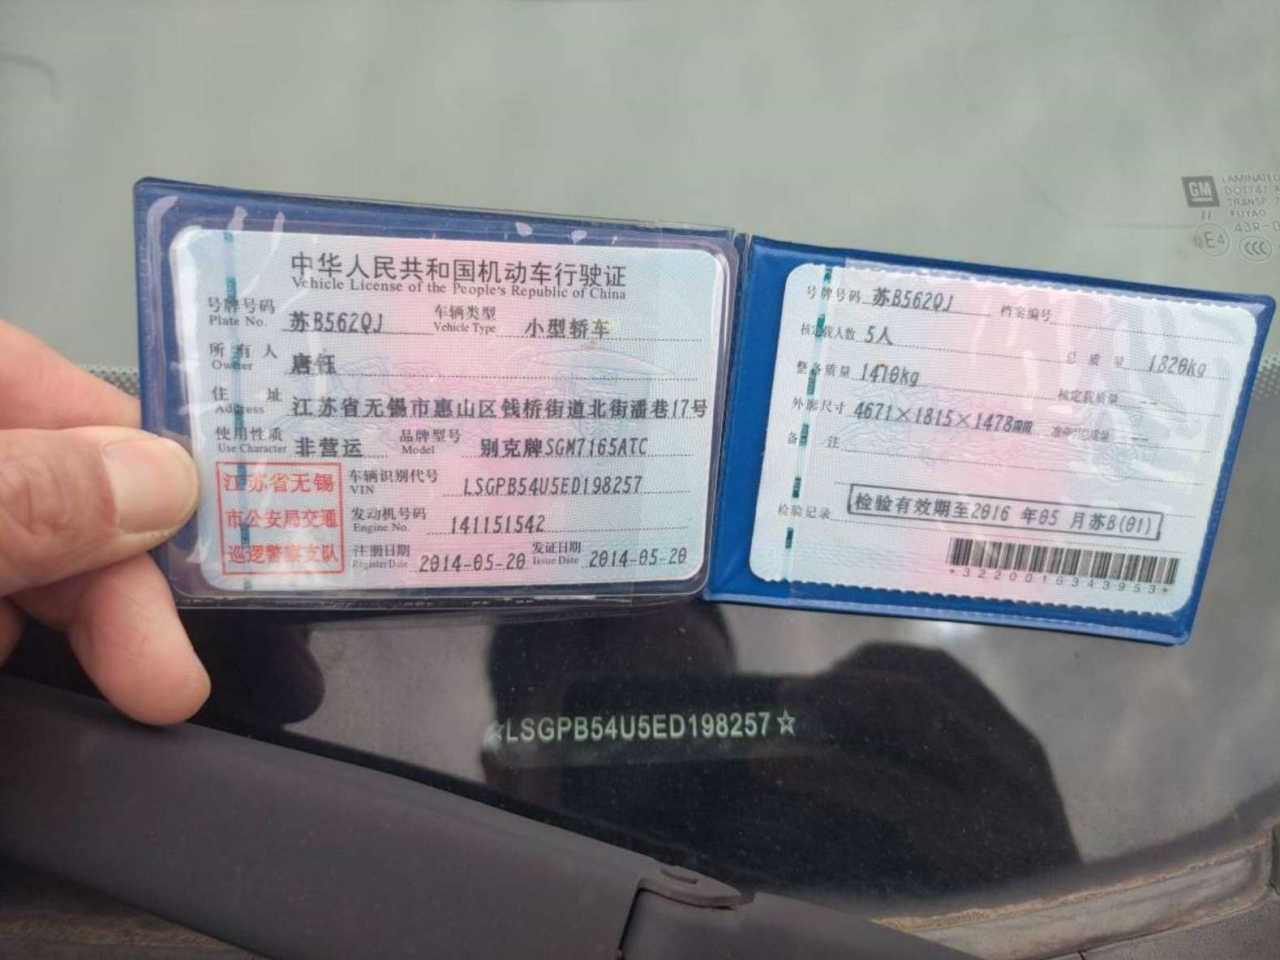 中华人民共和国机动车行驶证
Vehicle License of the People's Republic of China
号牌号码 苏B562QJ 车辆类型 小型轿车
Plate No. Vehicle Type
所有人 唐钰
Owner
住址 江苏省无锡市惠山区钱桥街道北街潘巷17号
Address
使用性质 非营运 品牌型号 别克牌SGM7165ATC
Use Character Model
江苏省无锡
市公安局交通
巡逻警察支队
车辆识别代号 LSGPB54U5ED198257
VIN
发动机号码 141151542
Engine No.
注册日期 2014-05-20 发证日期 2014-05-20
Register Date Issue Date
号牌号码 苏B562QJ 档案编号
核定载人数 5人 总质量 1820kg
整备质量 1410kg 核定载质量
外廓尺寸 4671×1815×1478mm 准牵引总质量
备注
检验记录 检验有效期至2016年05月苏B(01)
*3220016343953*
GM
LAMINATED
DOT747
TRANSP
FUYAO
43R-0
II
E4
CCC
☆LSGPB54U5ED198257☆